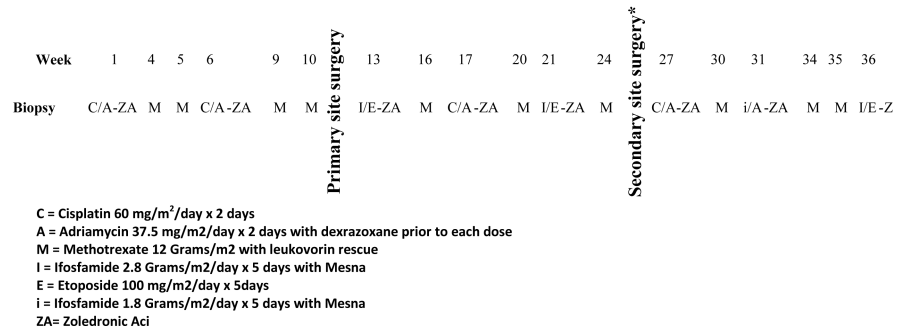 Week 1 4 5 6 9 10 13 16 17 20 21 24 27 30 31 34 35 36
Biopsy C/A-ZA M M C/A -ZA M M I/E-ZA M C/A-ZA M I/E -ZA M C/A-ZA M i/A -ZA M M I/E -Z
Primary site surgery
Secondary site surgery*
C = Cisplatin 60 mg/m²/day x 2 days
A = Adriamycin 37.5 mg/m2/day x 2 days with dexrazoxane prior to each dose
M = Methotrexate 12 Grams/m2 with leukovorin rescue
I = Ifosfamide 2.8 Grams/m2/day x 5 days with Mesna
E = Etoposide 100 mg/m2/day x 5days
i = Ifosfamide 1.8 Grams/m2/day x 5 days with Mesna
ZA= Zoledronic Aci